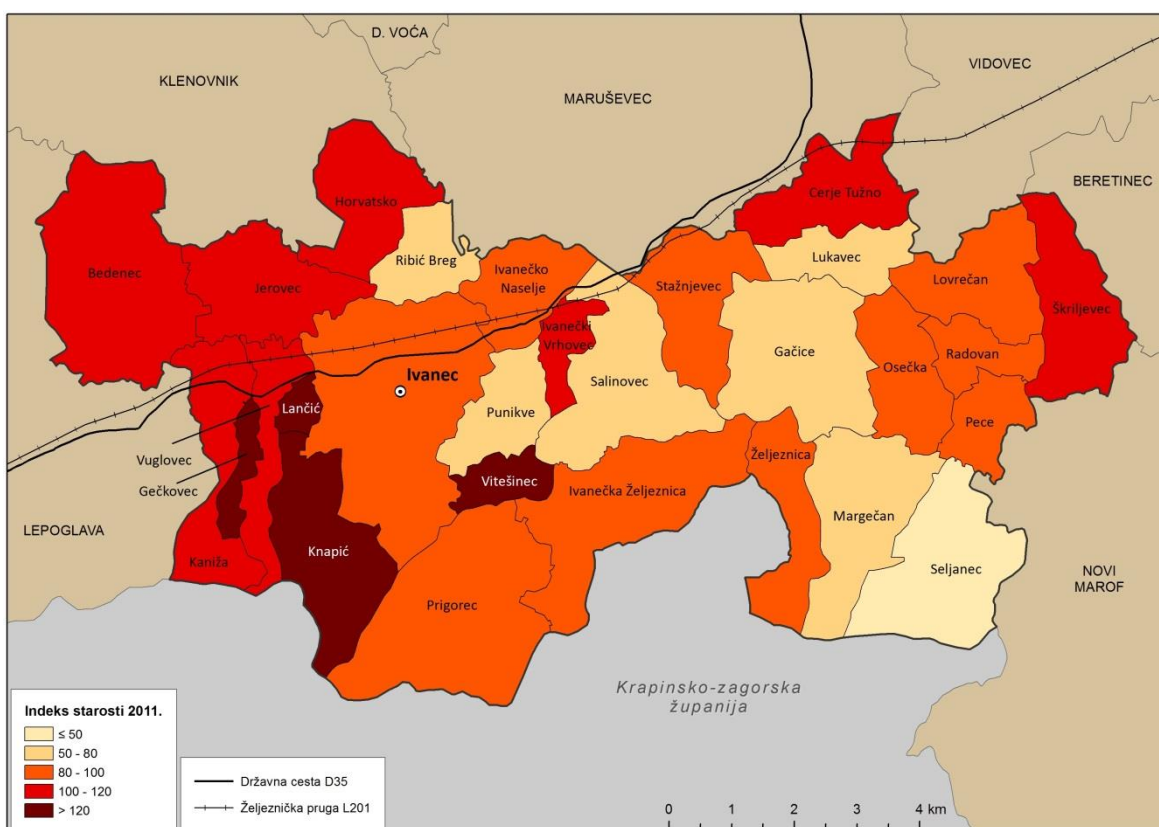 D. VOĆA
KLENOVNIK
VIDOVEC
MARUŠEVEC
BERETINEC
Horvatsko
Cerje Tužno
Bedenec
Jerovec
Ribić Breg
Ivanečko
Naselje
Stažnjevec
Lukavec
Lovrečan
Škriljevec
Ivanečki
Vrhovec
Gačice
Osečka
Radovan
Ivanec
Salinovec
Lančić
Punikve
Pece
Vuglovec
Gečkovec
Vitešinec
Ivanečka Željeznica
Željeznica
LEPOGLAVA
Margečan
Knapić
Kaniža
Seljanec
NOVI
MAROF
Prigorec
Krapinsko-zagorska
županija
Indeks starosti 2011.
≤ 50
50 - 80
80 - 100
100 - 120
> 120
Državna cesta D35
Željeznička pruga L201
0 1 2 3 4 km